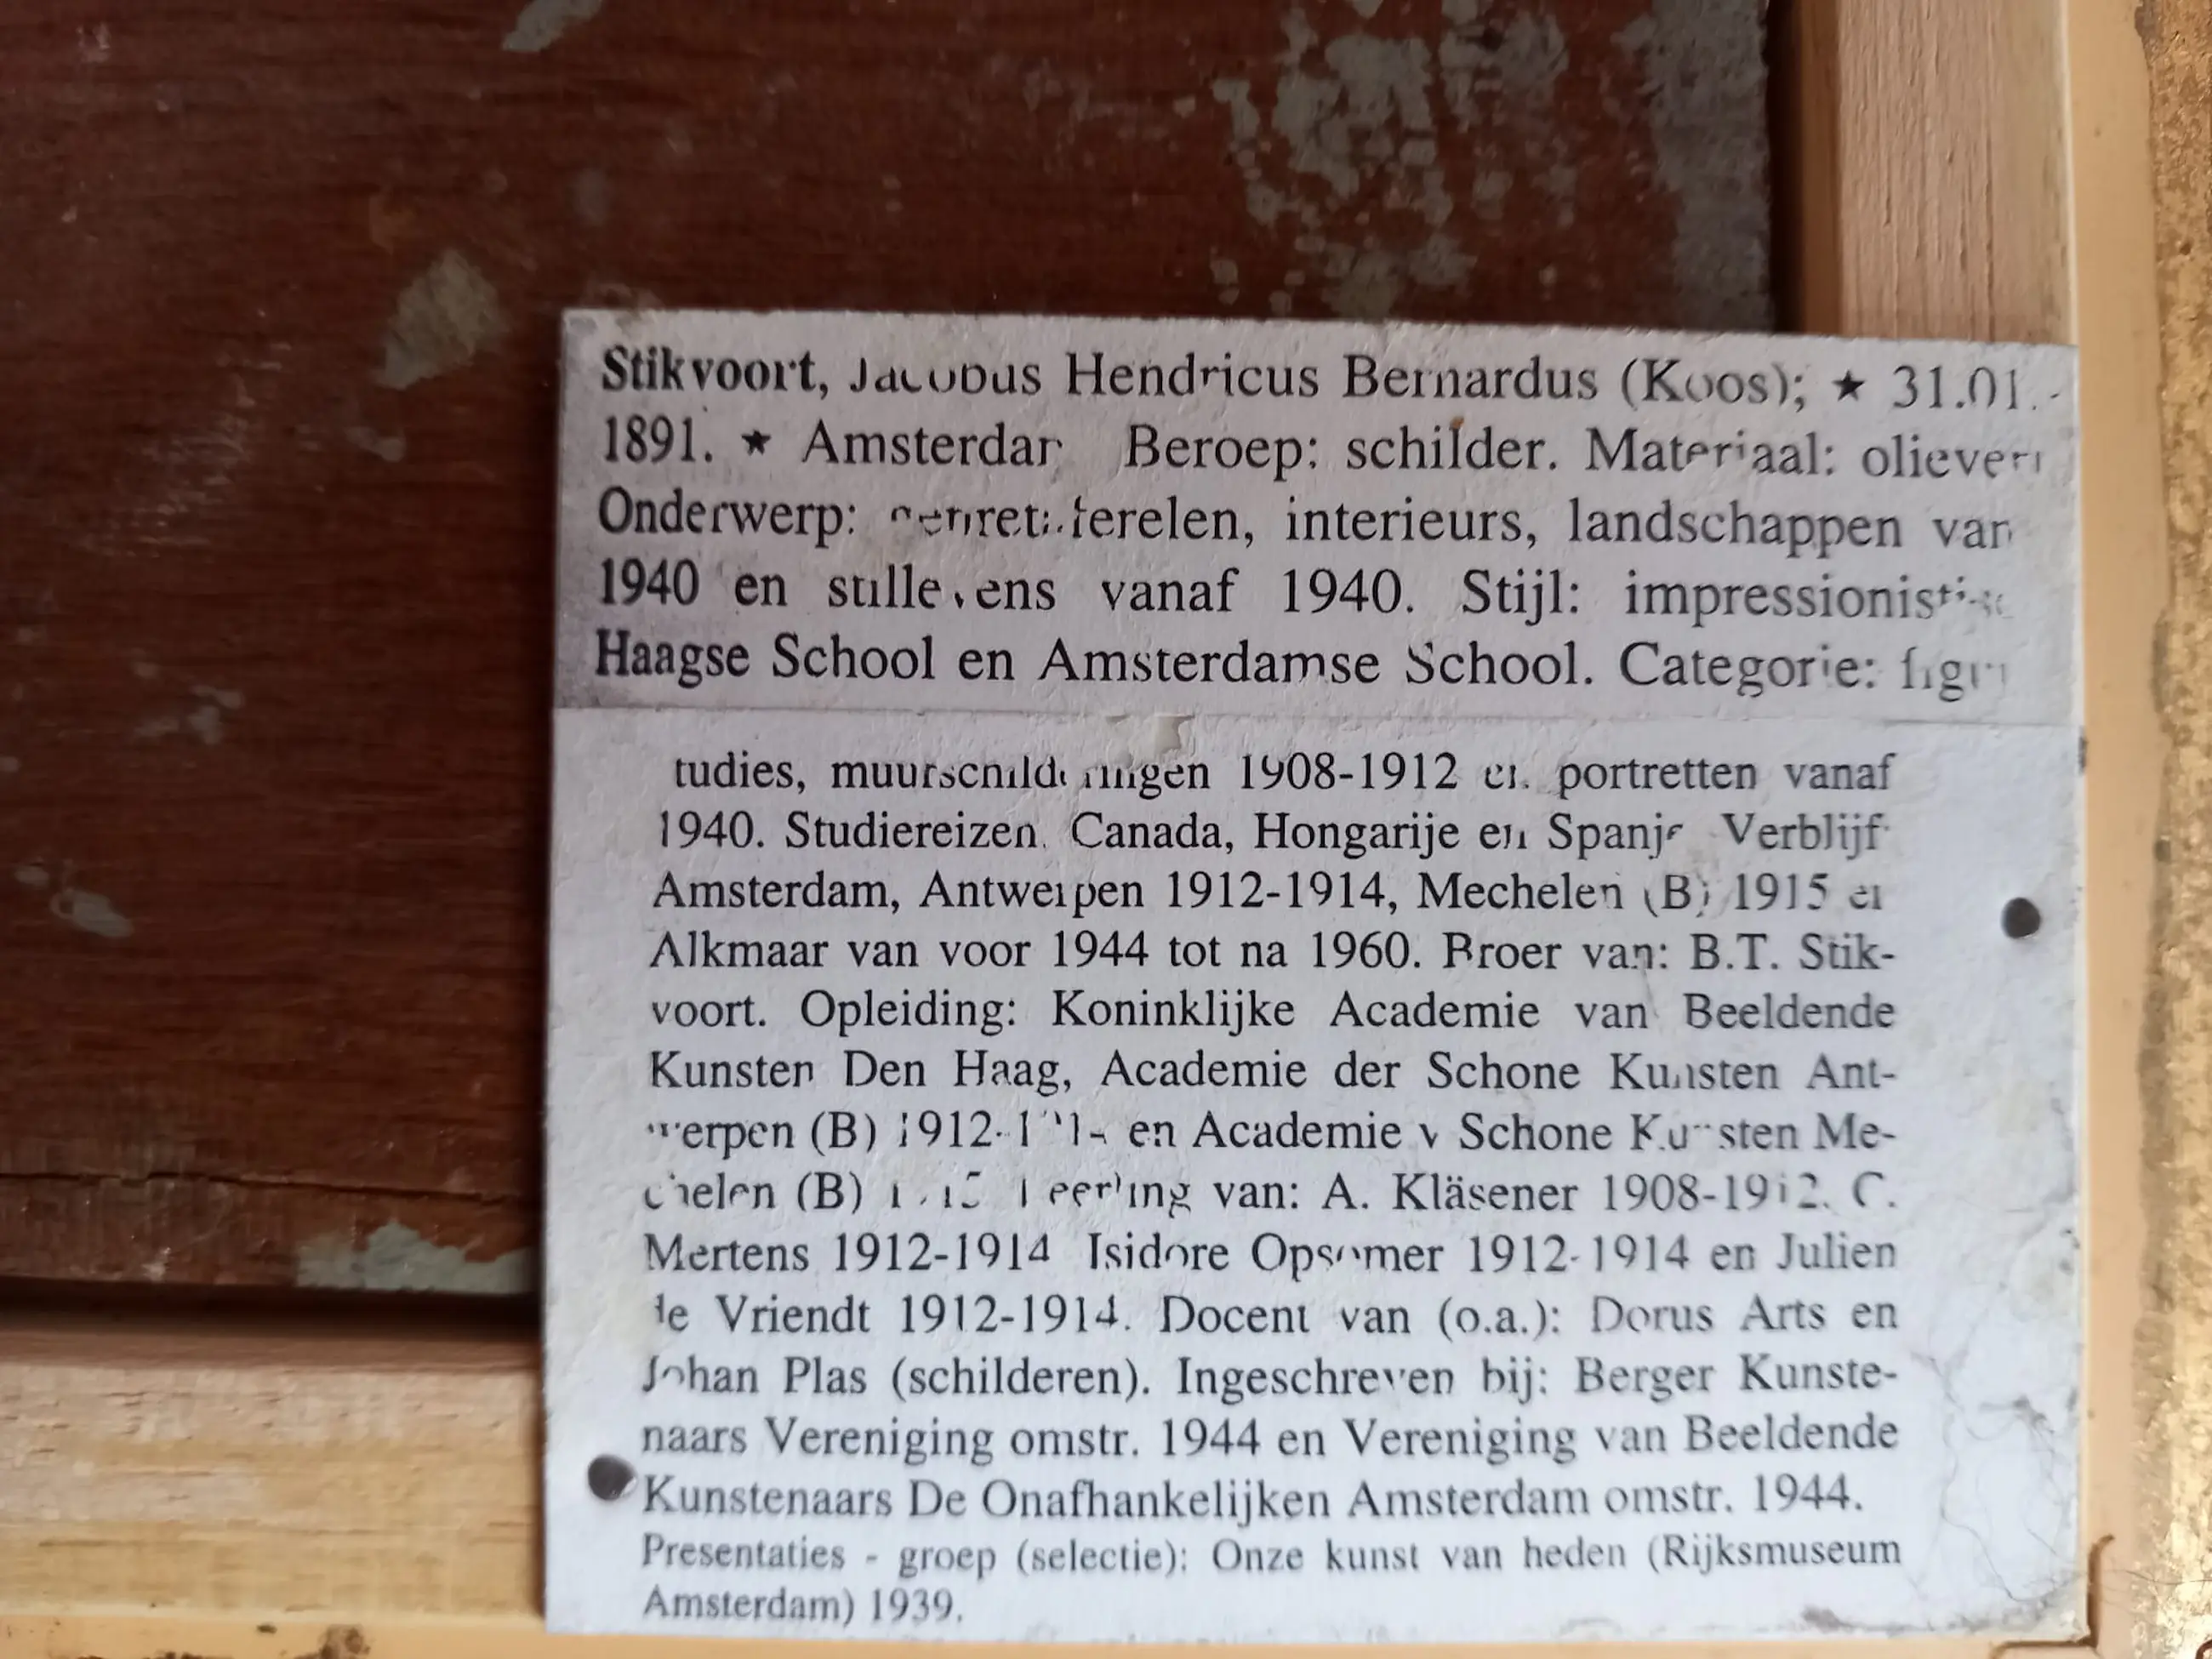 Stikvoort, Jacobus Hendricus Bernardus (Koos); ★ 31.01.-
1891. ★ Amsterdam Beroep: schilder. Materiaal: olieverf
Onderwerp: genretaferelen, interieurs, landschappen van
1940 en stillevens vanaf 1940. Stijl: impressionistisc
Haagse School en Amsterdamse School. Categorie: figu
tudies, muurschilderingen 1908-1912 en portretten vanaf
1940. Studiereizen. Canada, Hongarije en Spanje Verblijf
Amsterdam, Antwerpen 1912-1914, Mechelen (B) 1915 en
Alkmaar van voor 1944 tot na 1960. Broer van: B.T. Stik-
voort. Opleiding: Koninklijke Academie van Beeldende
Kunsten Den Haag, Academie der Schone Kunsten Ant-
werpen (B) 1912-1914 en Academie v Schone Kunsten Me-
chelen (B) 1915 Leerling van: A. Kläsener 1908-1912. C.
Mertens 1912-1914 Isidore Opsomer 1912-1914 en Julien
de Vriendt 1912-1914. Docent van (o.a.): Dorus Arts en
Johan Plas (schilderen). Ingeschreven bij: Berger Kunste-
naars Vereniging omstr. 1944 en Vereniging van Beeldende
Kunstenaars De Onafhankelijken Amsterdam omstr. 1944.
Presentaties - groep (selectie): Onze kunst van heden (Rijksmuseum
Amsterdam) 1939.